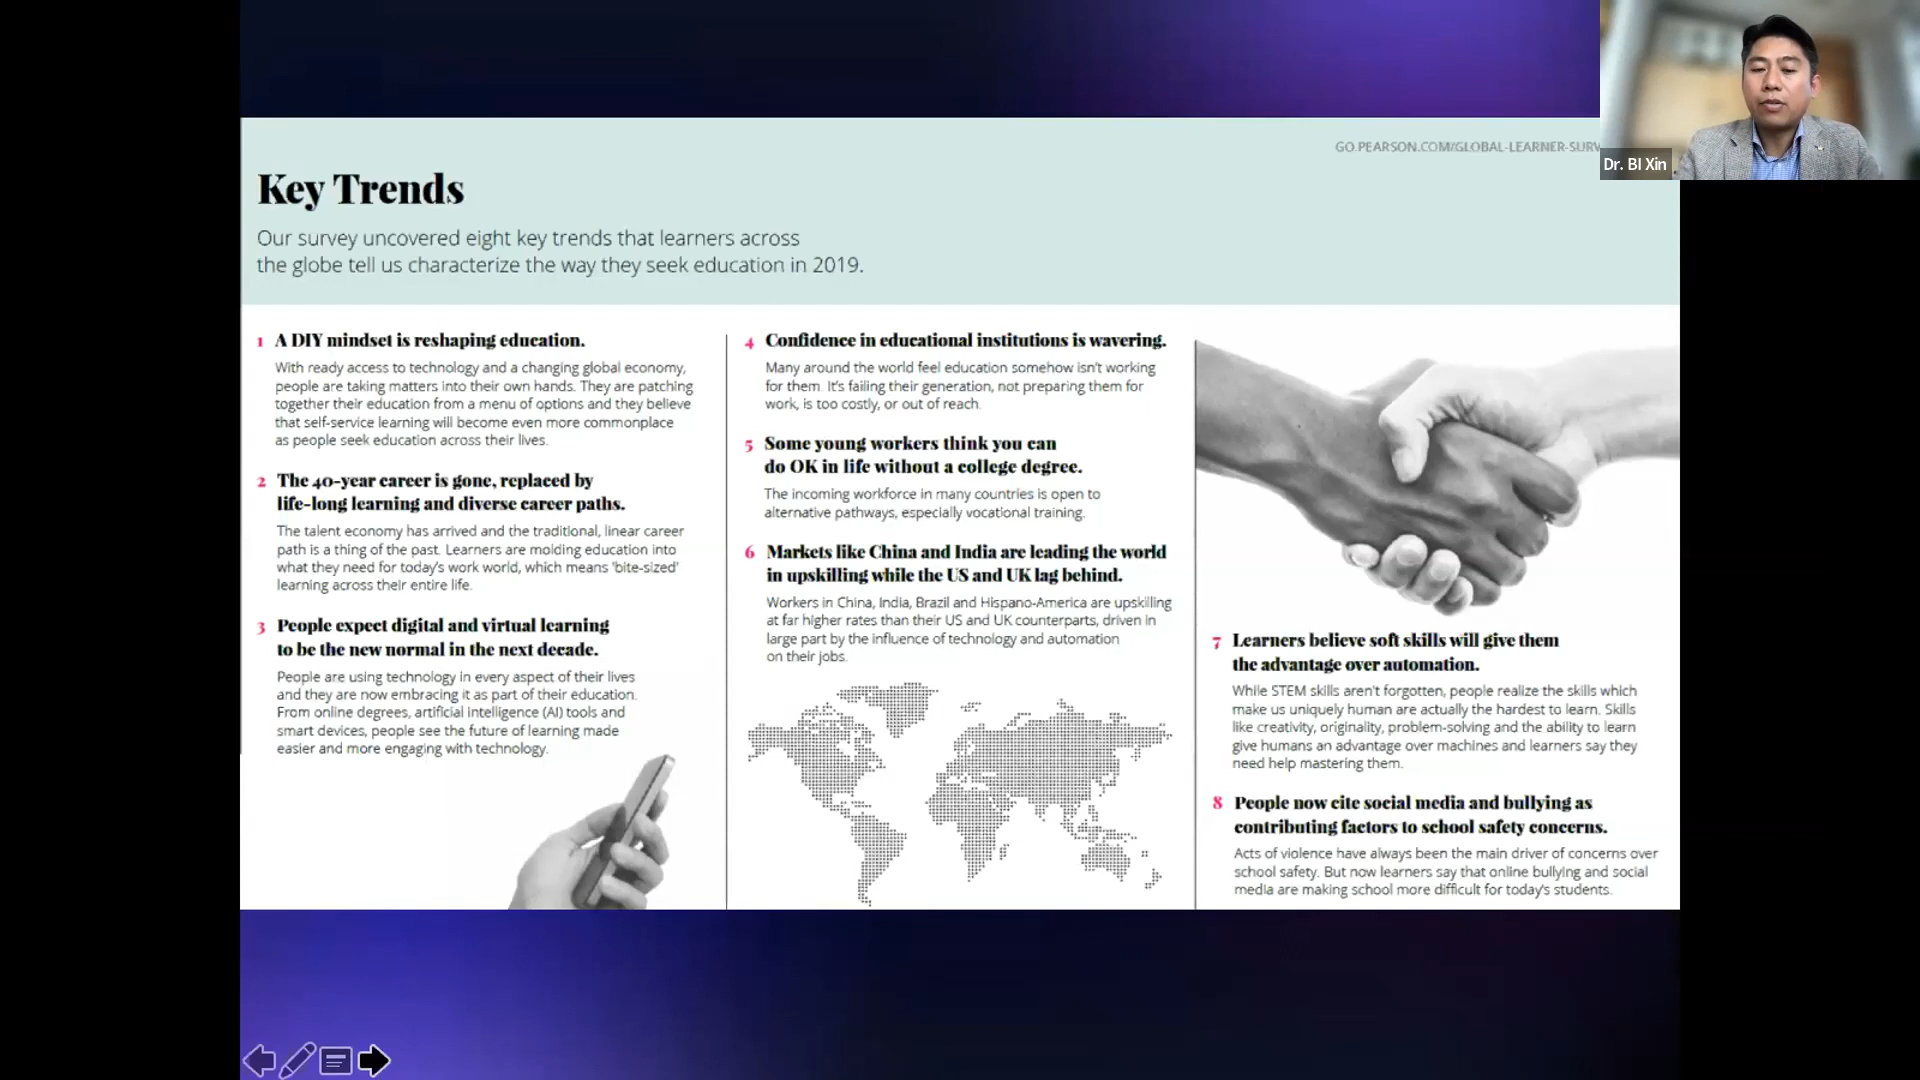 GO.PEARSON.COM/GLOBAL-LEARNER-SURV
Dr. BI Xin
Key Trends
Our survey uncovered eight key trends that learners across
the globe tell us characterize the way they seek education in 2019.
1 A DIY mindset is reshaping education.
With ready access to technology and a changing global economy,
people are taking matters into their own hands. They are patching
together their education from a menu of options and they believe
that self-service learning will become even more commonplace
as people seek education across their lives.
2 The 40-year career is gone, replaced by
life-long learning and diverse career paths.
The talent economy has arrived and the traditional, linear career
path is a thing of the past. Learners are molding education into
what they need for today's work world, which means 'bite-sized'
learning across their entire life.
3 People expect digital and virtual learning
to be the new normal in the next decade.
People are using technology in every aspect of their lives
and they are now embracing it as part of their education.
From online degrees, artificial intelligence (AI) tools and
smart devices, people see the future of learning made
easier and more engaging with technology.
4 Confidence in educational institutions is wavering.
Many around the world feel education somehow isn't working
for them. It's failing their generation, not preparing them for
work, is too costly, or out of reach.
5 Some young workers think you can
do OK in life without a college degree.
The incoming workforce in many countries is open to
alternative pathways, especially vocational training.
6 Markets like China and India are leading the world
in upskilling while the US and UK lag behind.
Workers in China, India, Brazil and Hispano-America are upskilling
at far higher rates than their US and UK counterparts, driven in
large part by the influence of technology and automation
on their jobs.
7 Learners believe soft skills will give them
the advantage over automation.
While STEM skills aren't forgotten, people realize the skills which
make us uniquely human are actually the hardest to learn. Skills
like creativity, originality, problem-solving and the ability to learn
give humans an advantage over machines and learners say they
need help mastering them.
8 People now cite social media and bullying as
contributing factors to school safety concerns.
Acts of violence have always been the main driver of concerns over
school safety. But now learners say that online bullying and social
media are making school more difficult for today's students.